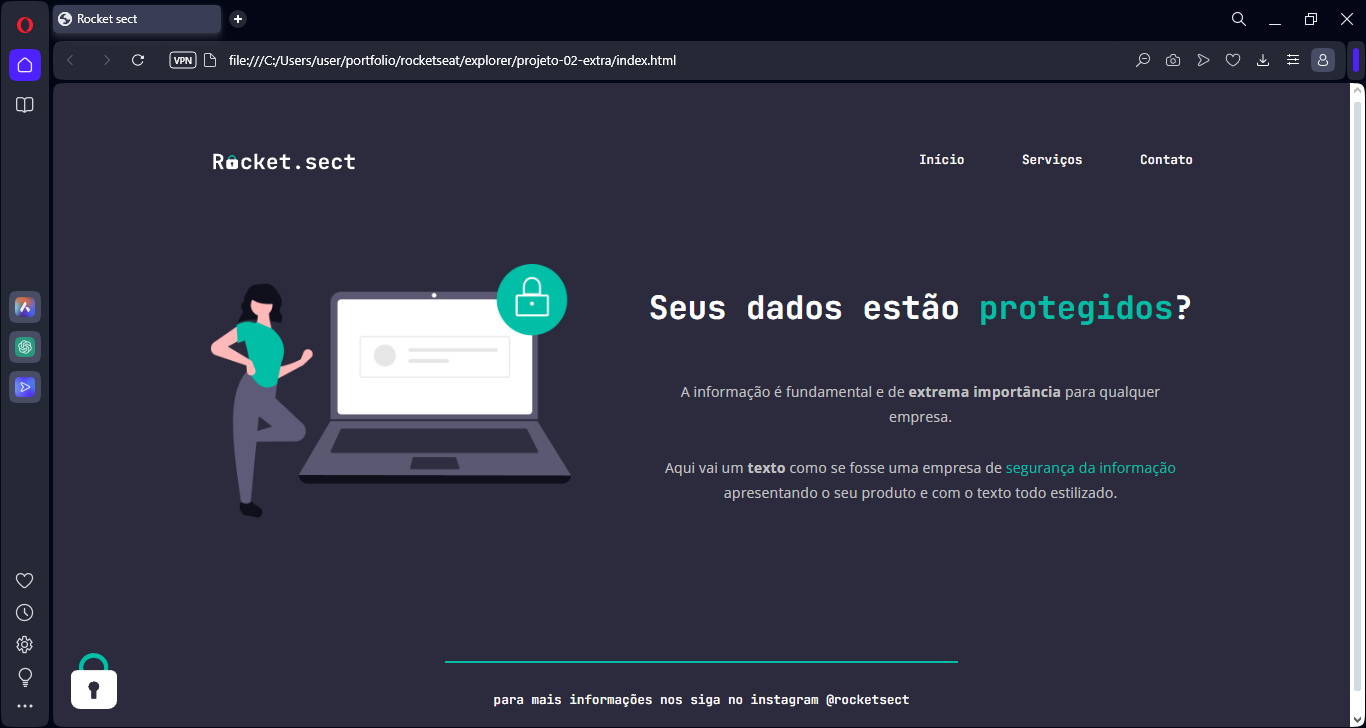 Rocket sect
VPN
file:///C:/Users/user/portfolio/rocketseat/explorer/projeto-02-extra/index.html
Rocket.sect
Início Serviços Contato
Seus dados estão protegidos?
A informação é fundamental e de extrema importância para qualquer
empresa.
Aqui vai um texto como se fosse uma empresa de segurança da informação
apresentando o seu produto e com o texto todo estilizado.
para mais informações nos siga no instagram @rocketsect